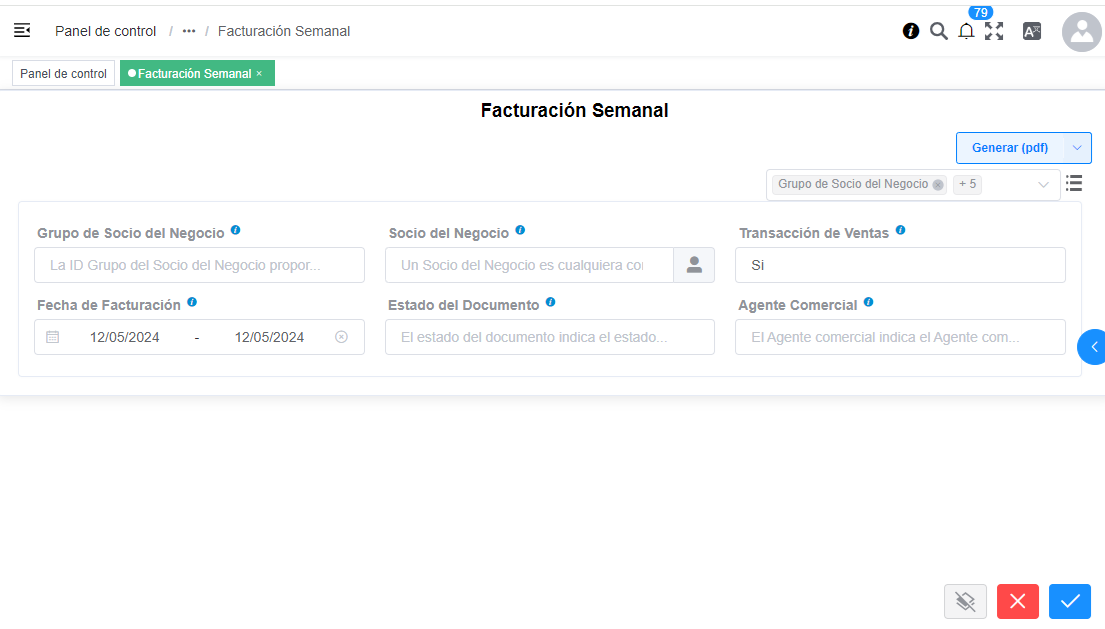 79
Panel de control / ··· / Facturación Semanal
Panel de control
Facturación Semanal ×
Facturación Semanal
Generar (pdf)
Grupo de Socio del Negocio + 5
Grupo de Socio del Negocio
Socio del Negocio
Transacción de Ventas
La ID Grupo del Socio del Negocio propor...
Un Socio del Negocio es cualquiera
Si
Fecha de Facturación
Estado del Documento
Agente Comercial
12/05/2024 - 12/05/2024
El estado del documento indica el estado...
El Agente comercial indica el Agente com...